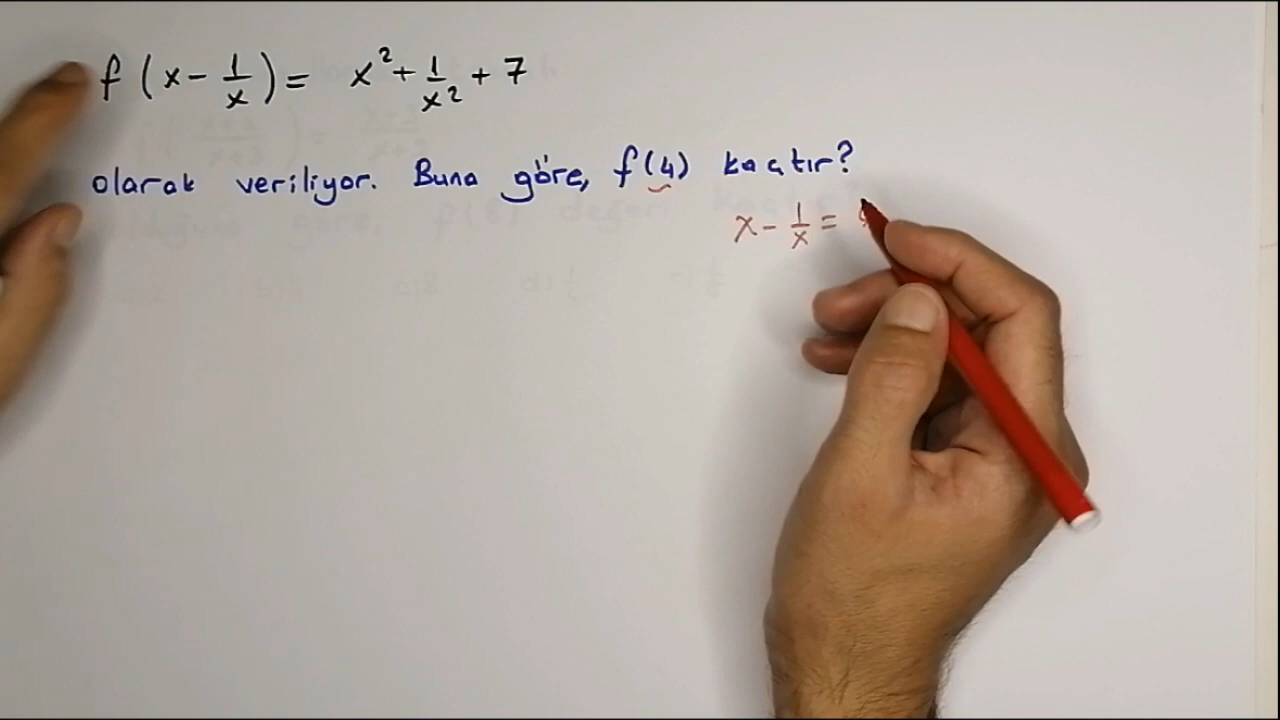 f(x - 1/x) = x² + 1/x² + 7
olarak veriliyor. Buna göre, f(4) kaçtır?
x - 1/x =